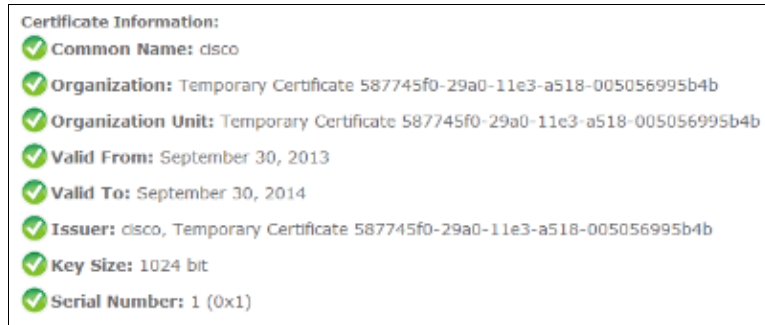 Certificate Information:
Common Name: cisco
Organization: Temporary Certificate 587745f0-29a0-11e3-a518-005056995b4b
Organization Unit: Temporary Certificate 587745f0-29a0-11e3-a518-005056995b4b
Valid From: September 30, 2013
Valid To: September 30, 2014
Issuer: cisco, Temporary Certificate 587745f0-29a0-11e3-a518-005056995b4b
Key Size: 1024 bit
Serial Number: 1 (0x1)